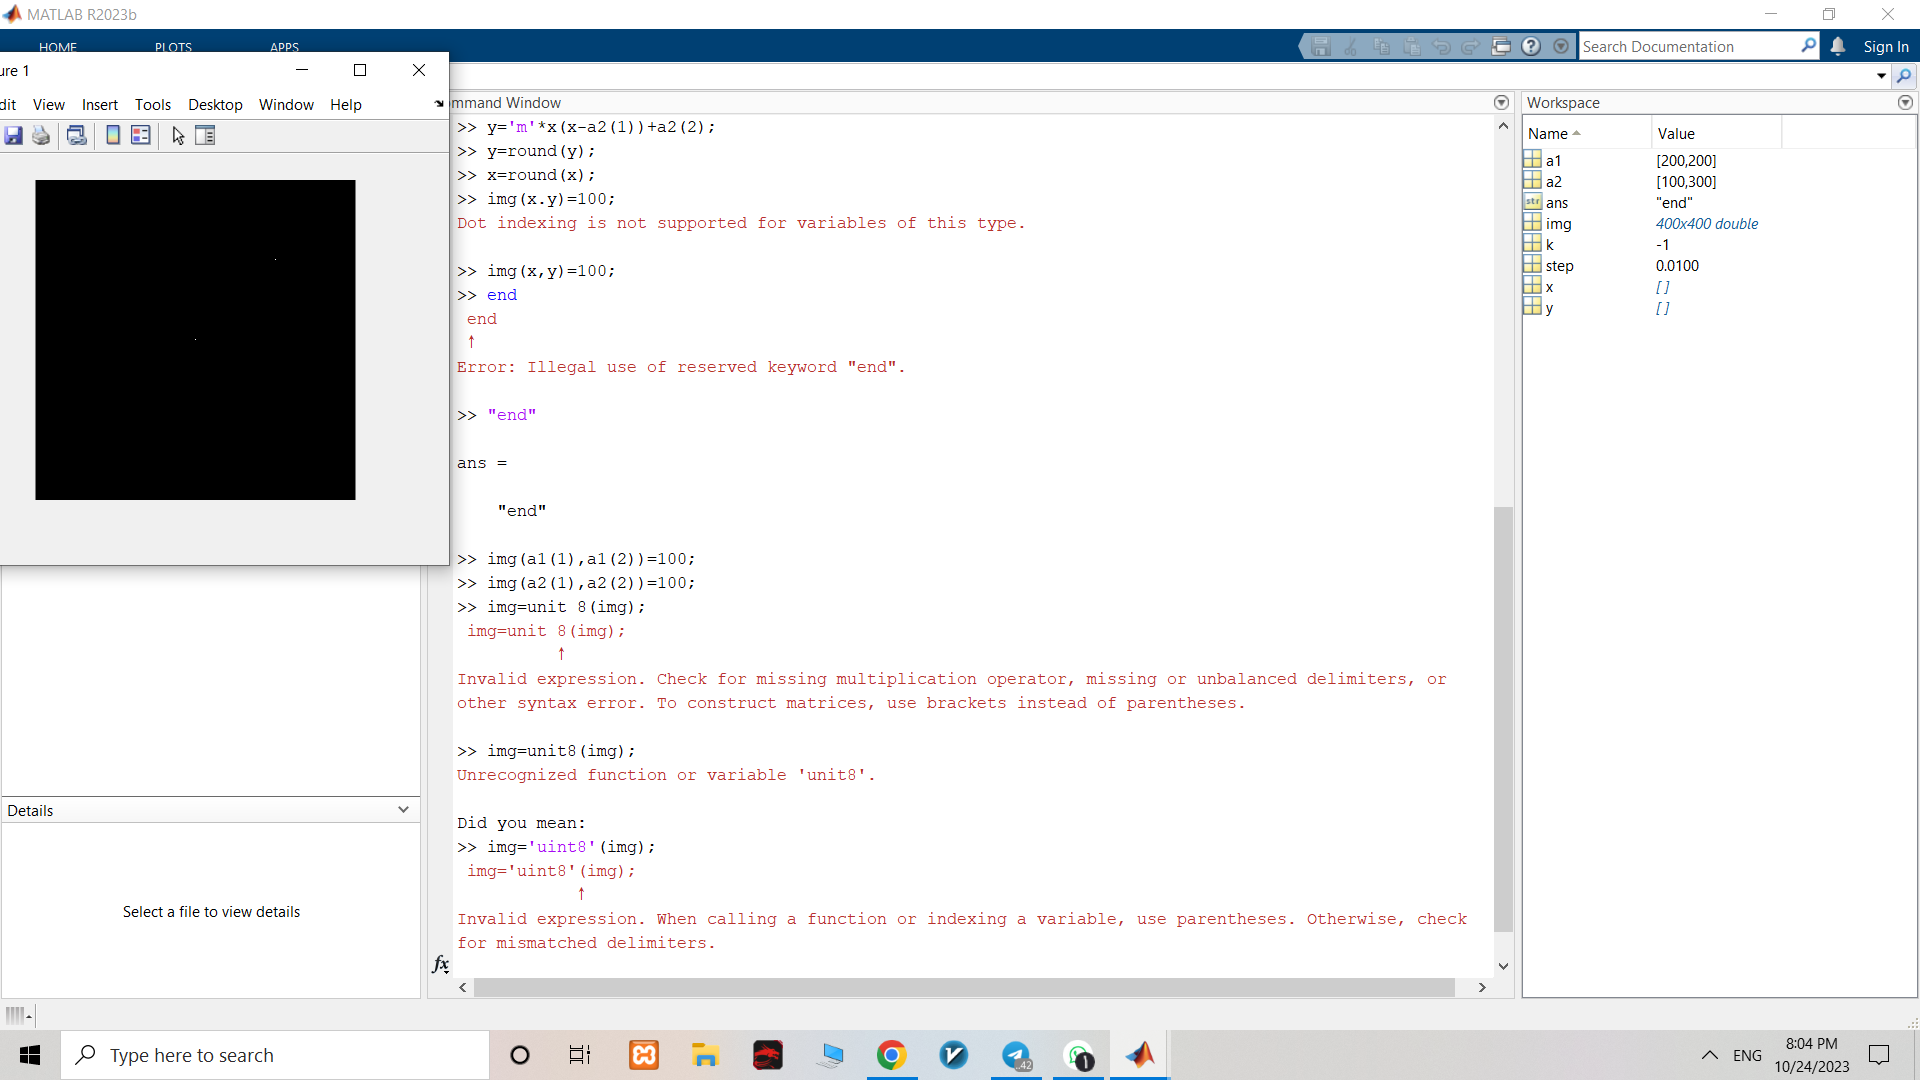 MATLAB R2023b
HOME PLOTS APPS
Search Documentation
Sign In
ure 1
dit View Insert Tools Desktop Window Help
mmand Window
>> y='m'*x(x-a2(1))+a2(2);
>> y=round(y);
>> x=round(x);
>> img(x.y)=100;
Dot indexing is not supported for variables of this type.
>> img(x,y)=100;
>> end
end
↑
Error: Illegal use of reserved keyword "end".
>> "end"
ans =
"end"
>> img(a1(1),a1(2))=100;
>> img(a2(1),a2(2))=100;
>> img=unit 8(img);
img=unit 8(img);
↑
Invalid expression. Check for missing multiplication operator, missing or unbalanced delimiters, or
other syntax error. To construct matrices, use brackets instead of parentheses.
>> img=unit8(img);
Unrecognized function or variable 'unit8'.
Did you mean:
>> img='uint8'(img);
img='uint8'(img);
↑
Invalid expression. When calling a function or indexing a variable, use parentheses. Otherwise, check
for mismatched delimiters.
fx
Workspace
Name Value
a1 [200,200]
a2 [100,300]
str ans "end"
img 400x400 double
k -1
step 0.0100
x []
y []
Details
Select a file to view details
Type here to search
42
1
ENG
8:04 PM
10/24/2023